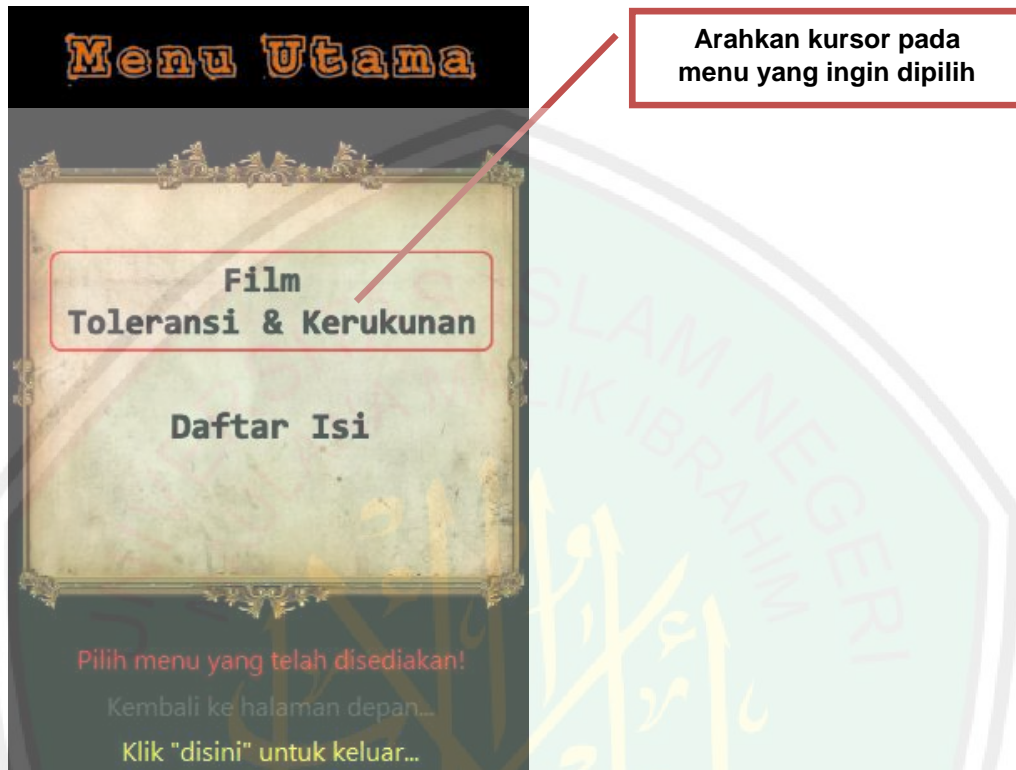 Menu Utama
Arahkan kursor pada
menu yang ingin dipilih
Film
Toleransi & Kerukunan
Daftar Isi
Pilih menu yang telah disediakan!
Kembali ke halaman depan...
Klik "disini" untuk keluar...